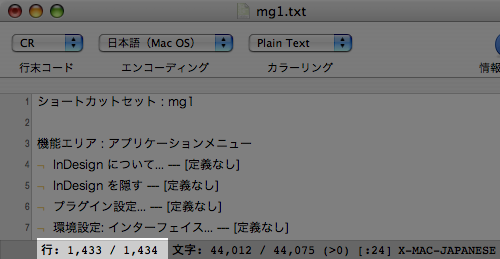 mg1.txt
CR 日本語（Mac OS） Plain Text
行末コード エンコーディング カラーリング 情報
1 ショートカットセット : mg1
2
3 機能エリア : アプリケーションメニュー
4 ¬ InDesign について... --- [定義なし]
5 ¬ InDesign を隠す --- [定義なし]
6 ¬ プラグイン設定... --- [定義なし]
7 ¬ 環境設定: インターフェイス... --- [定義なし]
行: 1,433 / 1,434 文字: 44,012 / 44,075 (>0) [:24] X-MAC-JAPANESE